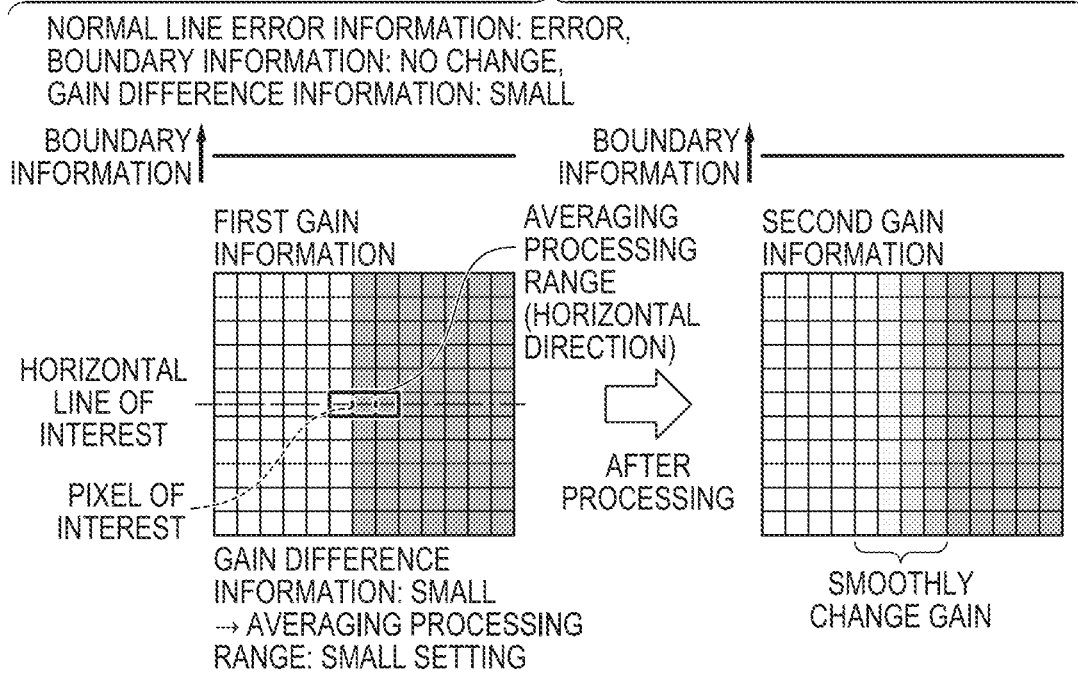 NORMAL LINE ERROR INFORMATION: ERROR,
BOUNDARY INFORMATION: NO CHANGE,
GAIN DIFFERENCE INFORMATION: SMALL
BOUNDARY
INFORMATION
BOUNDARY
INFORMATION
FIRST GAIN
INFORMATION
AVERAGING
PROCESSING
RANGE
(HORIZONTAL
DIRECTION)
SECOND GAIN
INFORMATION
HORIZONTAL
LINE OF
INTEREST
PIXEL OF
INTEREST
AFTER
PROCESSING
GAIN DIFFERENCE
INFORMATION: SMALL
→ AVERAGING PROCESSING
RANGE: SMALL SETTING
SMOOTHLY
CHANGE GAIN